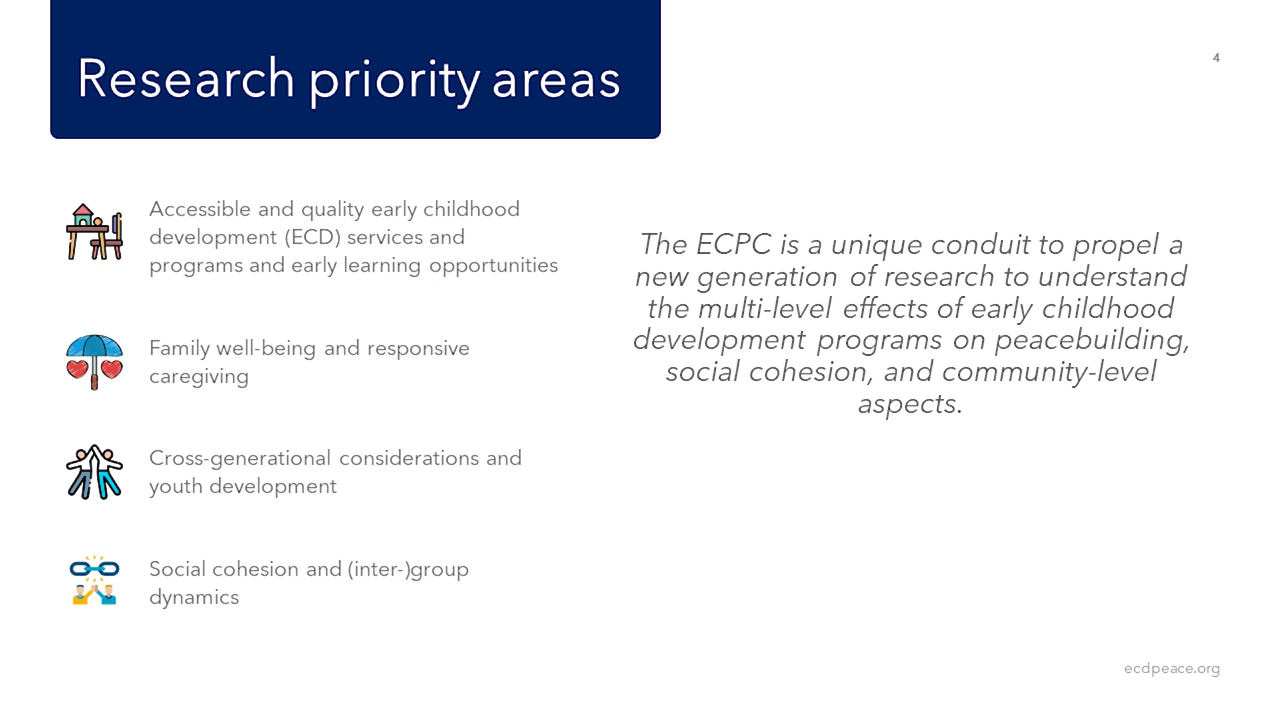 Research priority areas
4
Accessible and quality early childhood
development (ECD) services and
programs and early learning opportunities
Family well-being and responsive
caregiving
Cross-generational considerations and
youth development
Social cohesion and (inter-)group
dynamics
The ECPC is a unique conduit to propel a
new generation of research to understand
the multi-level effects of early childhood
development programs on peacebuilding,
social cohesion, and community-level
aspects.
ecdpeace.org